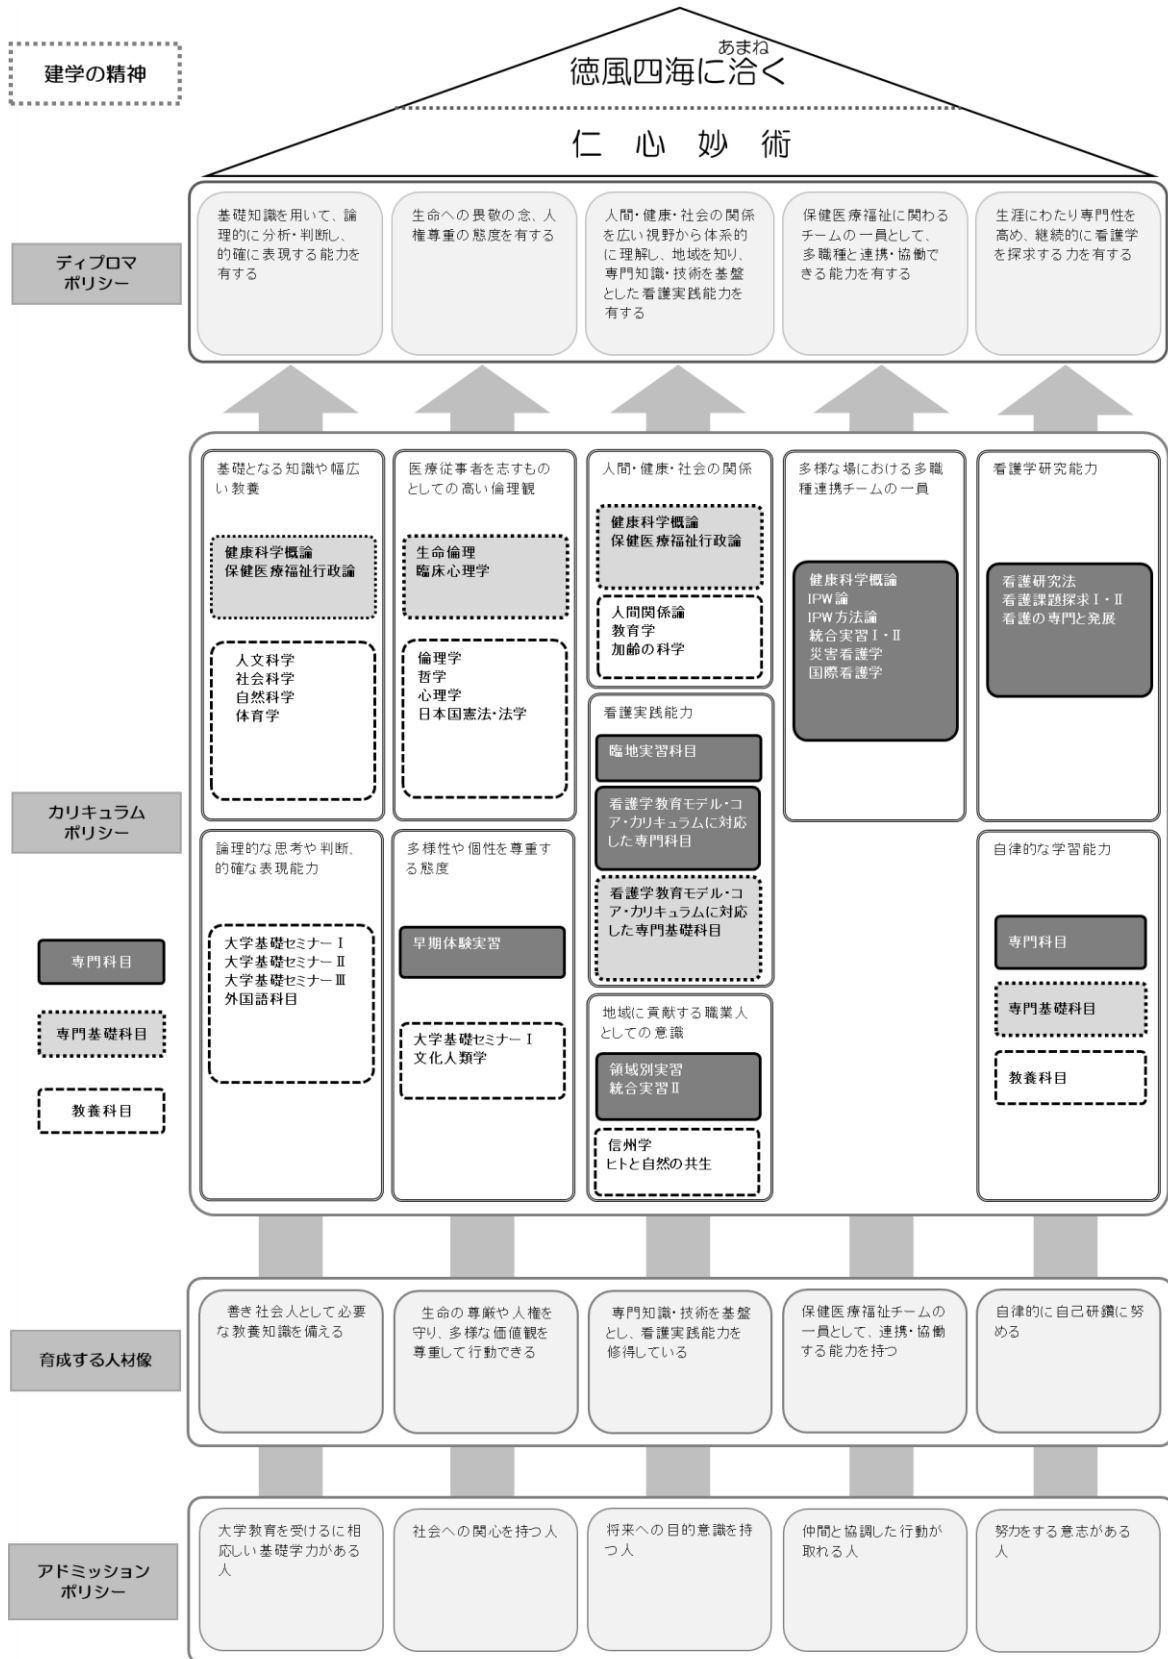 建学の精神
あまね
徳風四海に洽く
仁心妙術
ディプロマ
ポリシー
基礎知識を用いて、論
理的に分析・判断し、
的確に表現する能力を
有する
生命への畏敬の念、人
権尊重の態度を有する
人間・健康・社会の関係
を広い視野から体系的
に理解し、地域を知り、
専門知識・技術を基盤
とした看護実践能力を
有する
保健医療福祉に関わる
チームの一員として、
多職種と連携・協働で
きる能力を有する
生涯にわたり専門性を
高め、継続的に看護学
を探求する力を有する
カリキュラム
ポリシー
専門科目
専門基礎科目
教養科目
基礎となる知識や幅広
い教養
健康科学概論
保健医療福祉行政論
人文科学
社会科学
自然科学
体育学
論理的な思考や判断、
的確な表現能力
大学基礎セミナーⅠ
大学基礎セミナーⅡ
大学基礎セミナーⅢ
外国語科目
医療従事者を志すもの
としての高い倫理観
生命倫理
臨床心理学
倫理学
哲学
心理学
日本国憲法・法学
多様性や個性を尊重す
る態度
早期体験実習
大学基礎セミナーⅠ
文化人類学
人間・健康・社会の関係
健康科学概論
保健医療福祉行政論
人間関係論
教育学
加齢の科学
看護実践能力
臨地実習科目
看護学教育モデル・コ
ア・カリキュラムに対応
した専門科目
看護学教育モデル・コ
ア・カリキュラムに対応
した専門基礎科目
地域に貢献する職業人
としての意識
領域別実習
統合実習Ⅱ
信州学
ヒトと自然の共生
多様な場における多職
種連携チームの一員
健康科学概論
IPW論
IPW方法論
統合実習Ⅰ・Ⅱ
災害看護学
国際看護学
看護学研究能力
看護研究法
看護課題探求Ⅰ・Ⅱ
看護の専門と発展
自律的な学習能力
専門科目
専門基礎科目
教養科目
育成する人材像
善き社会人として必要
な教養知識を備える
生命の尊厳や人権を
守り、多様な価値観を
尊重して行動できる
専門知識・技術を基盤
とし、看護実践能力を
修得している
保健医療福祉チームの
一員として、連携・協働
する能力を持つ
自律的に自己研鑽に努
める
アドミッション
ポリシー
大学教育を受けるに相
応しい基礎学力がある
人
社会への関心を持つ人
将来への目的意識を持
つ人
仲間と協調した行動が
取れる人
努力をする意志がある
人